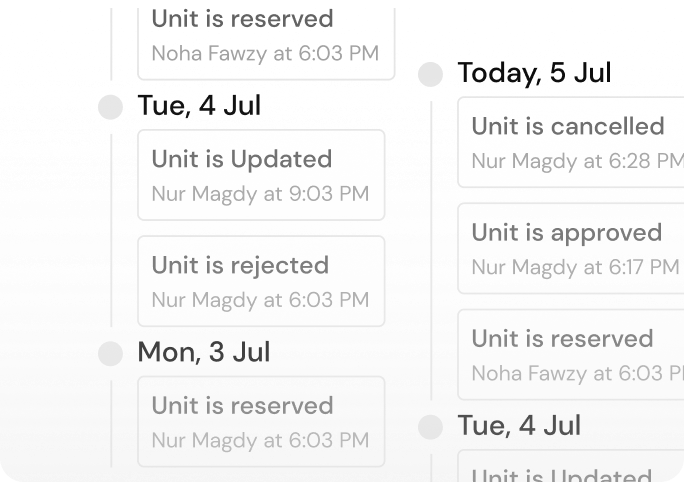 Unit is reserved
Noha Fawzy at 6:03 PM
Tue, 4 Jul
Unit is Updated
Nur Magdy at 9:03 PM
Unit is rejected
Nur Magdy at 6:03 PM
Mon, 3 Jul
Unit is reserved
Nur Magdy at 6:03 PM
Today, 5 Jul
Unit is cancelled
Nur Magdy at 6:28 PM
Unit is approved
Nur Magdy at 6:17 PM
Unit is reserved
Noha Fawzy at 6:03 P
Tue, 4 Jul
Unit is Updated